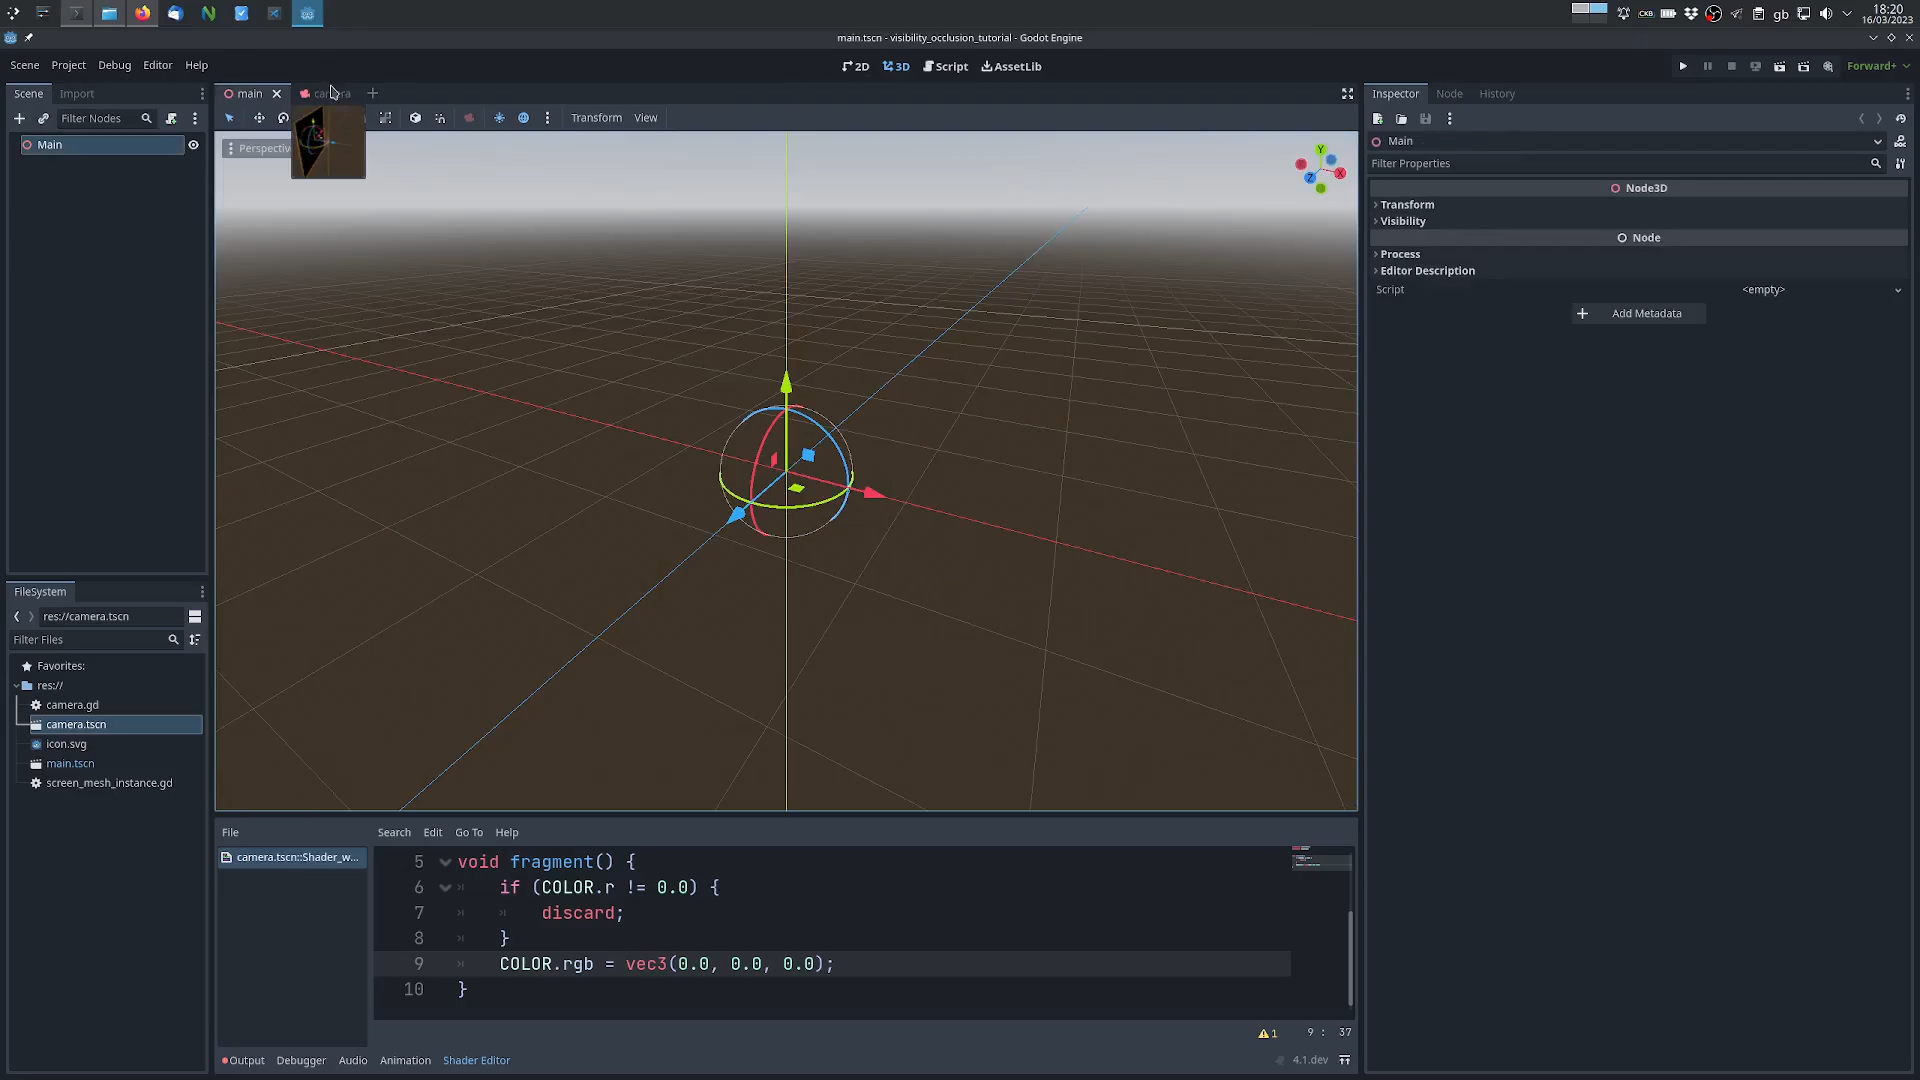 CKB
gb
18:20
16/03/2023
main.tscn - visibility_occlusion_tutorial - Godot Engine
Scene Project Debug Editor Help
2D 3D Script AssetLib
Forward+
Scene Import
Filter Nodes
Main
main
camera
Transform View
Perspectiv
Y
X
Z
Inspector Node History
Main
Filter Properties
Node3D
Transform
Visibility
Node
Process
Editor Description
Script <empty>
Add Metadata
FileSystem
res://camera.tscn
Filter Files
Favorites:
res://
camera.gd
camera.tscn
icon.svg
main.tscn
screen_mesh_instance.gd
File
camera.tscn::Shader_w...
Search Edit Go To Help
5 void fragment() {
6 if (COLOR.r != 0.0) {
7 discard;
8 }
9 COLOR.rgb = vec3(0.0, 0.0, 0.0);
10 }
1 9 : 37
Output Debugger Audio Animation Shader Editor
4.1.dev